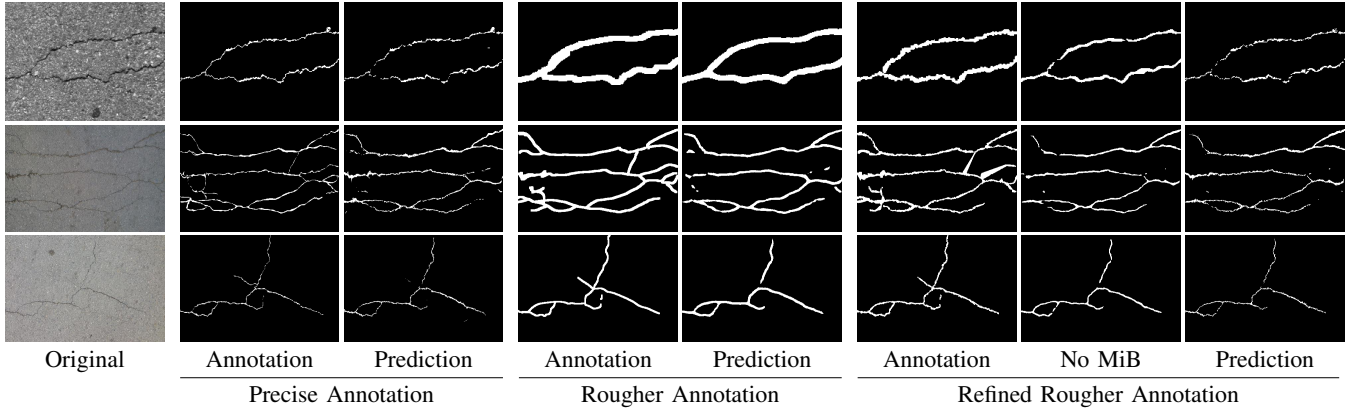 Original Annotation Prediction Annotation Prediction Annotation No MiB Prediction
Precise Annotation Rougher Annotation Refined Rougher Annotation